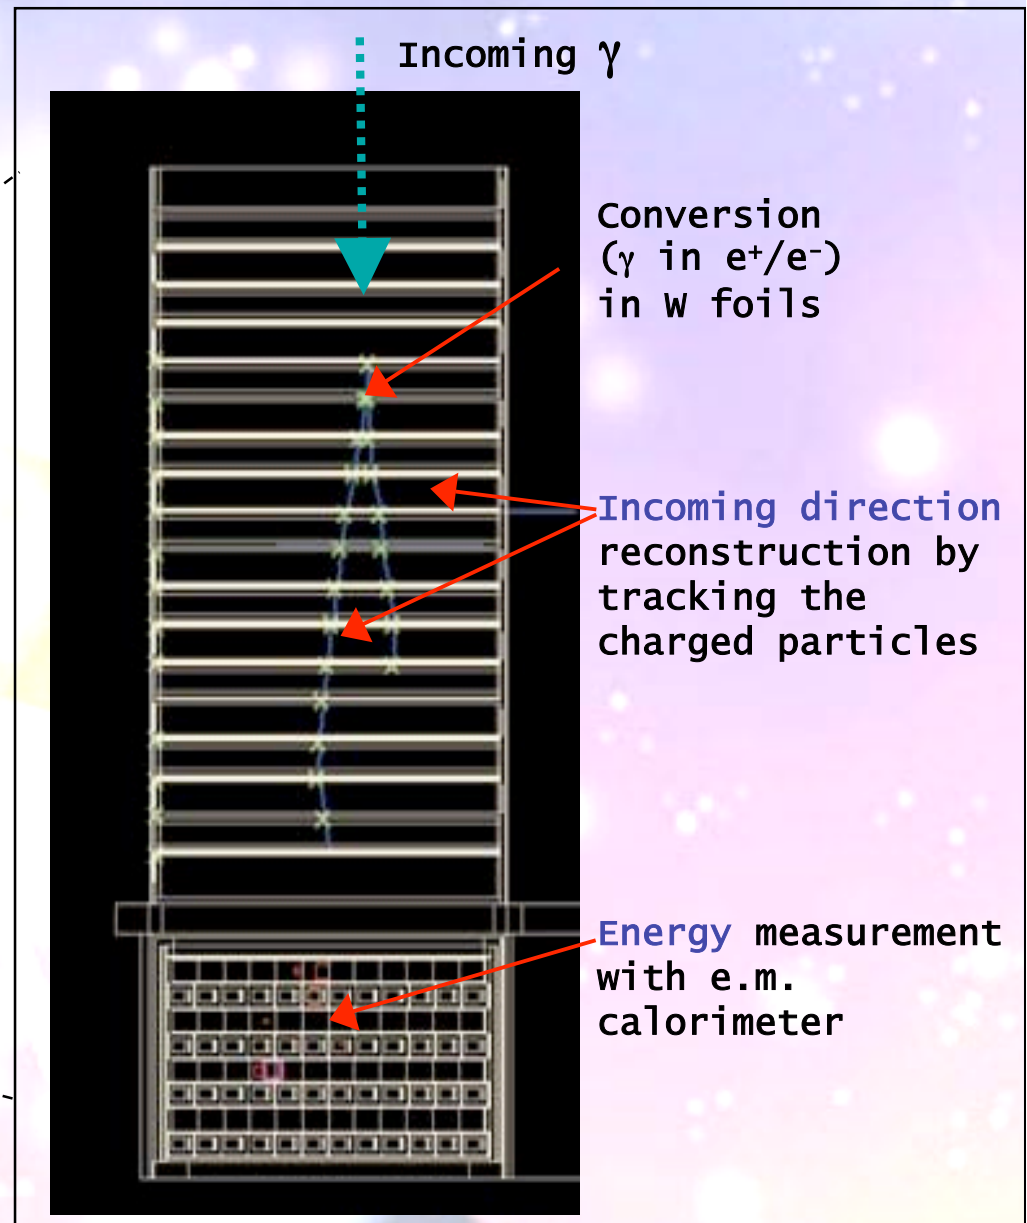 Incoming γ
Conversion
(γ in e⁺/e⁻)
in W foils
Incoming direction
reconstruction by
tracking the
charged particles
Energy measurement
with e.m.
calorimeter